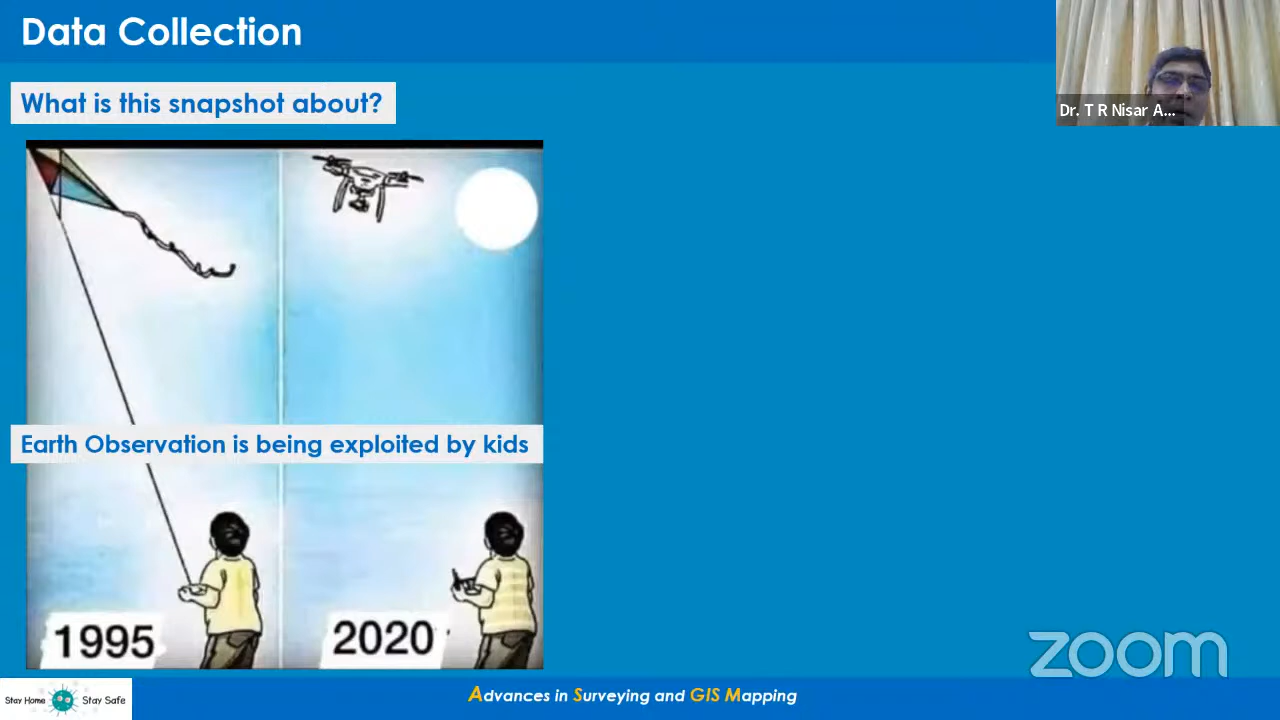 Data Collection
What is this snapshot about?
Dr. T R Nisar A...
Earth Observation is being exploited by kids
1995
2020
zoom
Stay Home Stay Safe
Advances in Surveying and GIS Mapping